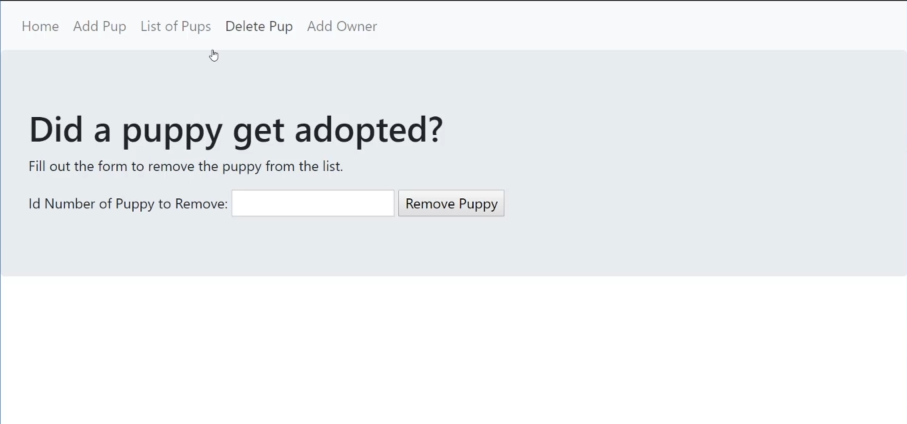 Home Add Pup List of Pups Delete Pup Add Owner
Did a puppy get adopted?
Fill out the form to remove the puppy from the list.
Id Number of Puppy to Remove: Remove Puppy